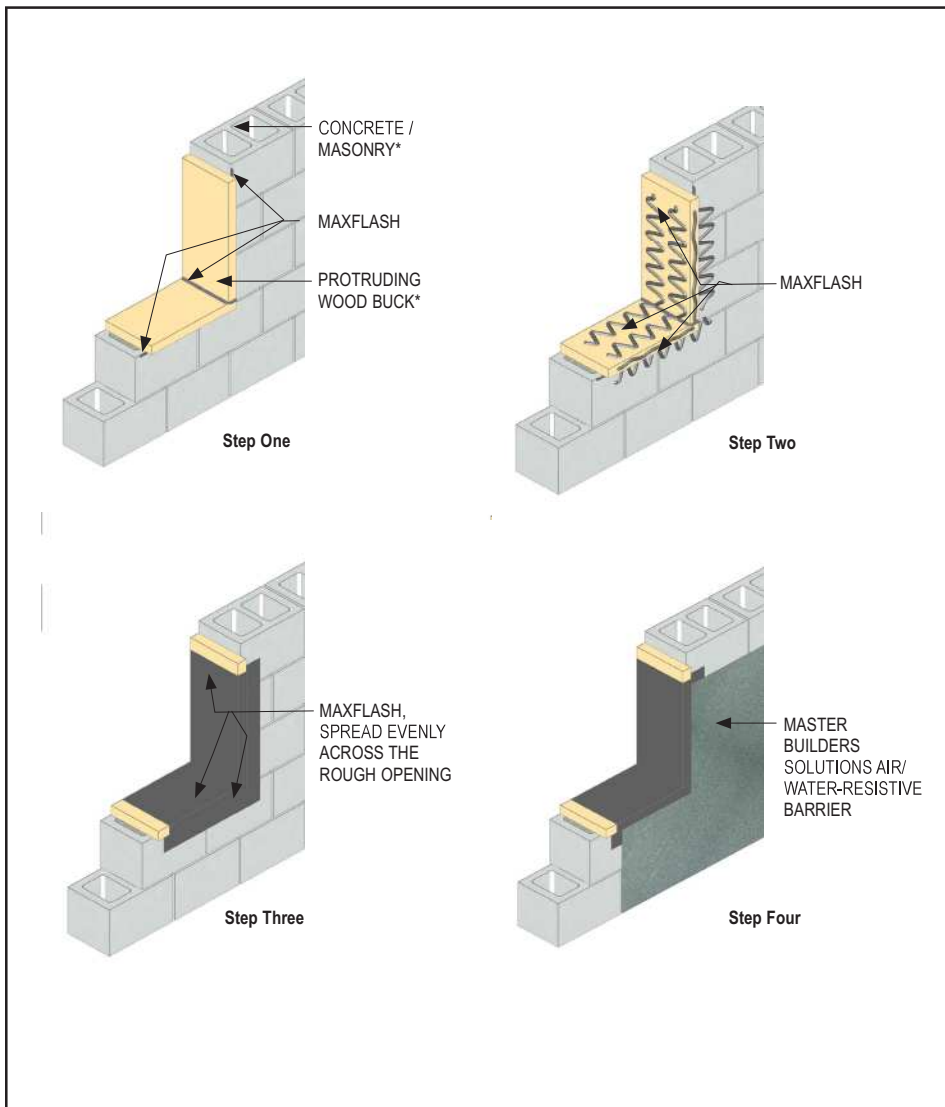 CONCRETE /
MASONRY*
MAXFLASH
PROTRUDING
WOOD BUCK*
Step One
MAXFLASH
Step Two
MAXFLASH,
SPREAD EVENLY
ACROSS THE
ROUGH OPENING
Step Three
MASTER
BUILDERS
SOLUTIONS AIR/
WATER-RESISTIVE
BARRIER
Step Four